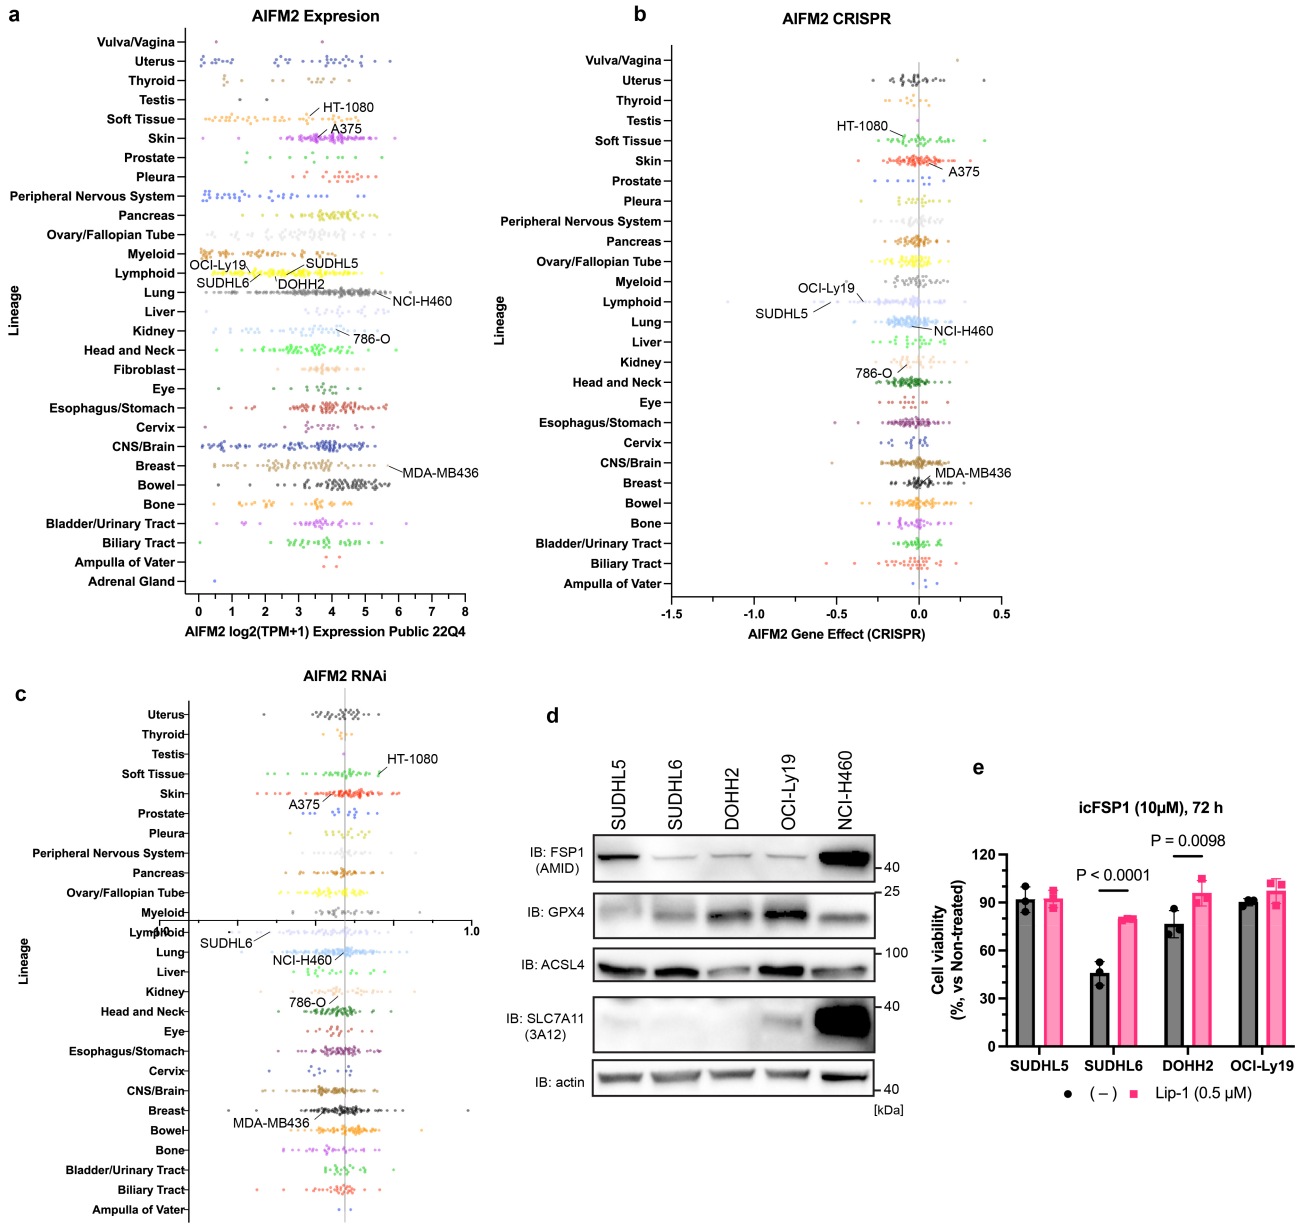 a
AIFM2 Expresion
Vulva/Vagina
Uterus
Thyroid
Testis
Soft Tissue
Skin
Prostate
Pleura
Peripheral Nervous System
Pancreas
Ovary/Fallopian Tube
Myeloid
Lymphoid
Lung
Liver
Kidney
Head and Neck
Fibroblast
Eye
Esophagus/Stomach
Cervix
CNS/Brain
Breast
Bowel
Bone
Bladder/Urinary Tract
Biliary Tract
Ampulla of Vater
Adrenal Gland
Lineage
HT-1080
A375
OCI-Ly19
SUDHL5
SUDHL6
DOHH2
NCI-H460
786-O
MDA-MB436
0 1 2 3 4 5 6 7 8
AIFM2 log2(TPM+1) Expression Public 22Q4
b
AIFM2 CRISPR
Vulva/Vagina
Uterus
Thyroid
Testis
Soft Tissue
Skin
Prostate
Pleura
Peripheral Nervous System
Pancreas
Ovary/Fallopian Tube
Myeloid
Lymphoid
Lung
Liver
Kidney
Head and Neck
Eye
Esophagus/Stomach
Cervix
CNS/Brain
Breast
Bowel
Bone
Bladder/Urinary Tract
Biliary Tract
Ampulla of Vater
Lineage
HT-1080
A375
OCI-Ly19
SUDHL5
NCI-H460
786-O
MDA-MB436
-1.5 -1.0 -0.5 0.0 0.5
AIFM2 Gene Effect (CRISPR)
c
AIFM2 RNAi
Uterus
Thyroid
Testis
Soft Tissue
Skin
Prostate
Pleura
Peripheral Nervous System
Pancreas
Ovary/Fallopian Tube
Myeloid
Lymphoid
Lung
Liver
Kidney
Head and Neck
Eye
Esophagus/Stomach
Cervix
CNS/Brain
Breast
Bowel
Bone
Bladder/Urinary Tract
Biliary Tract
Ampulla of Vater
Lineage
HT-1080
A375
1.0
SUDHL6
NCI-H460
786-O
MDA-MB436
d
SUDHL5
SUDHL6
DOHH2
OCI-Ly19
NCI-H460
IB: FSP1
(AMID)
40
25
IB: GPX4
IB: ACSL4
100
IB: SLC7A11
(3A12)
40
IB: actin
40
[kDa]
e
icFSP1 (10μM), 72 h
P < 0.0001
P = 0.0098
Cell viability
(%, vs Non-treated)
120
90
60
30
0
SUDHL5 SUDHL6 DOHH2 OCI-Ly19
( – ) Lip-1 (0.5 μM)